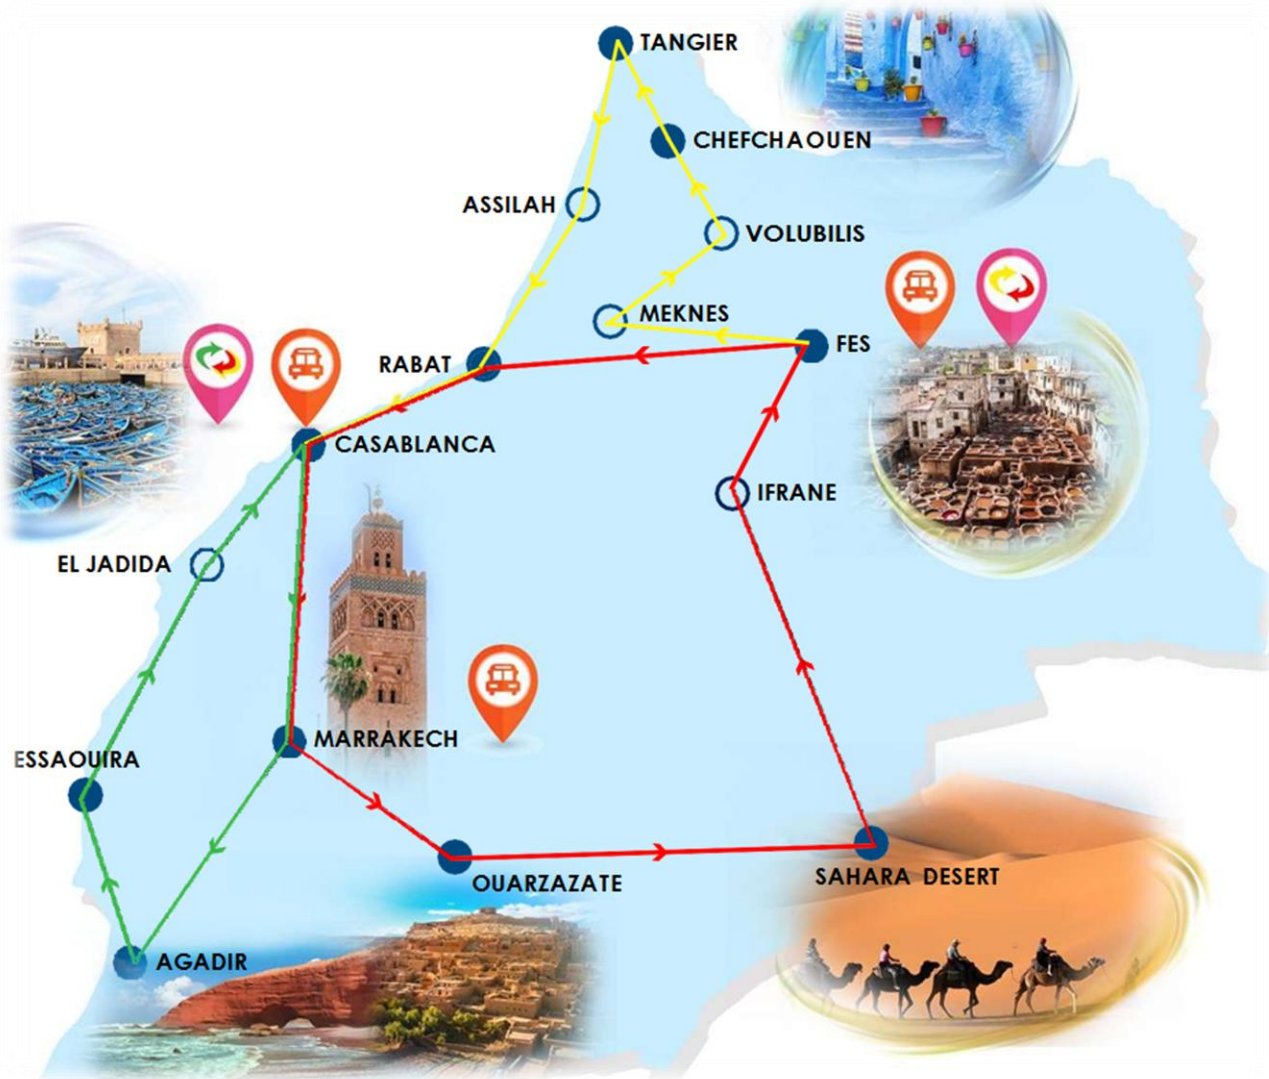 TANGIER
CHEFCHAOUEN
ASSILAH
VOLUBILIS
MEKNES
FES
RABAT
CASABLANCA
IFRANE
EL JADIDA
MARRAKECH
ESSAOUIRA
OUARZAZATE
SAHARA DESERT
AGADIR